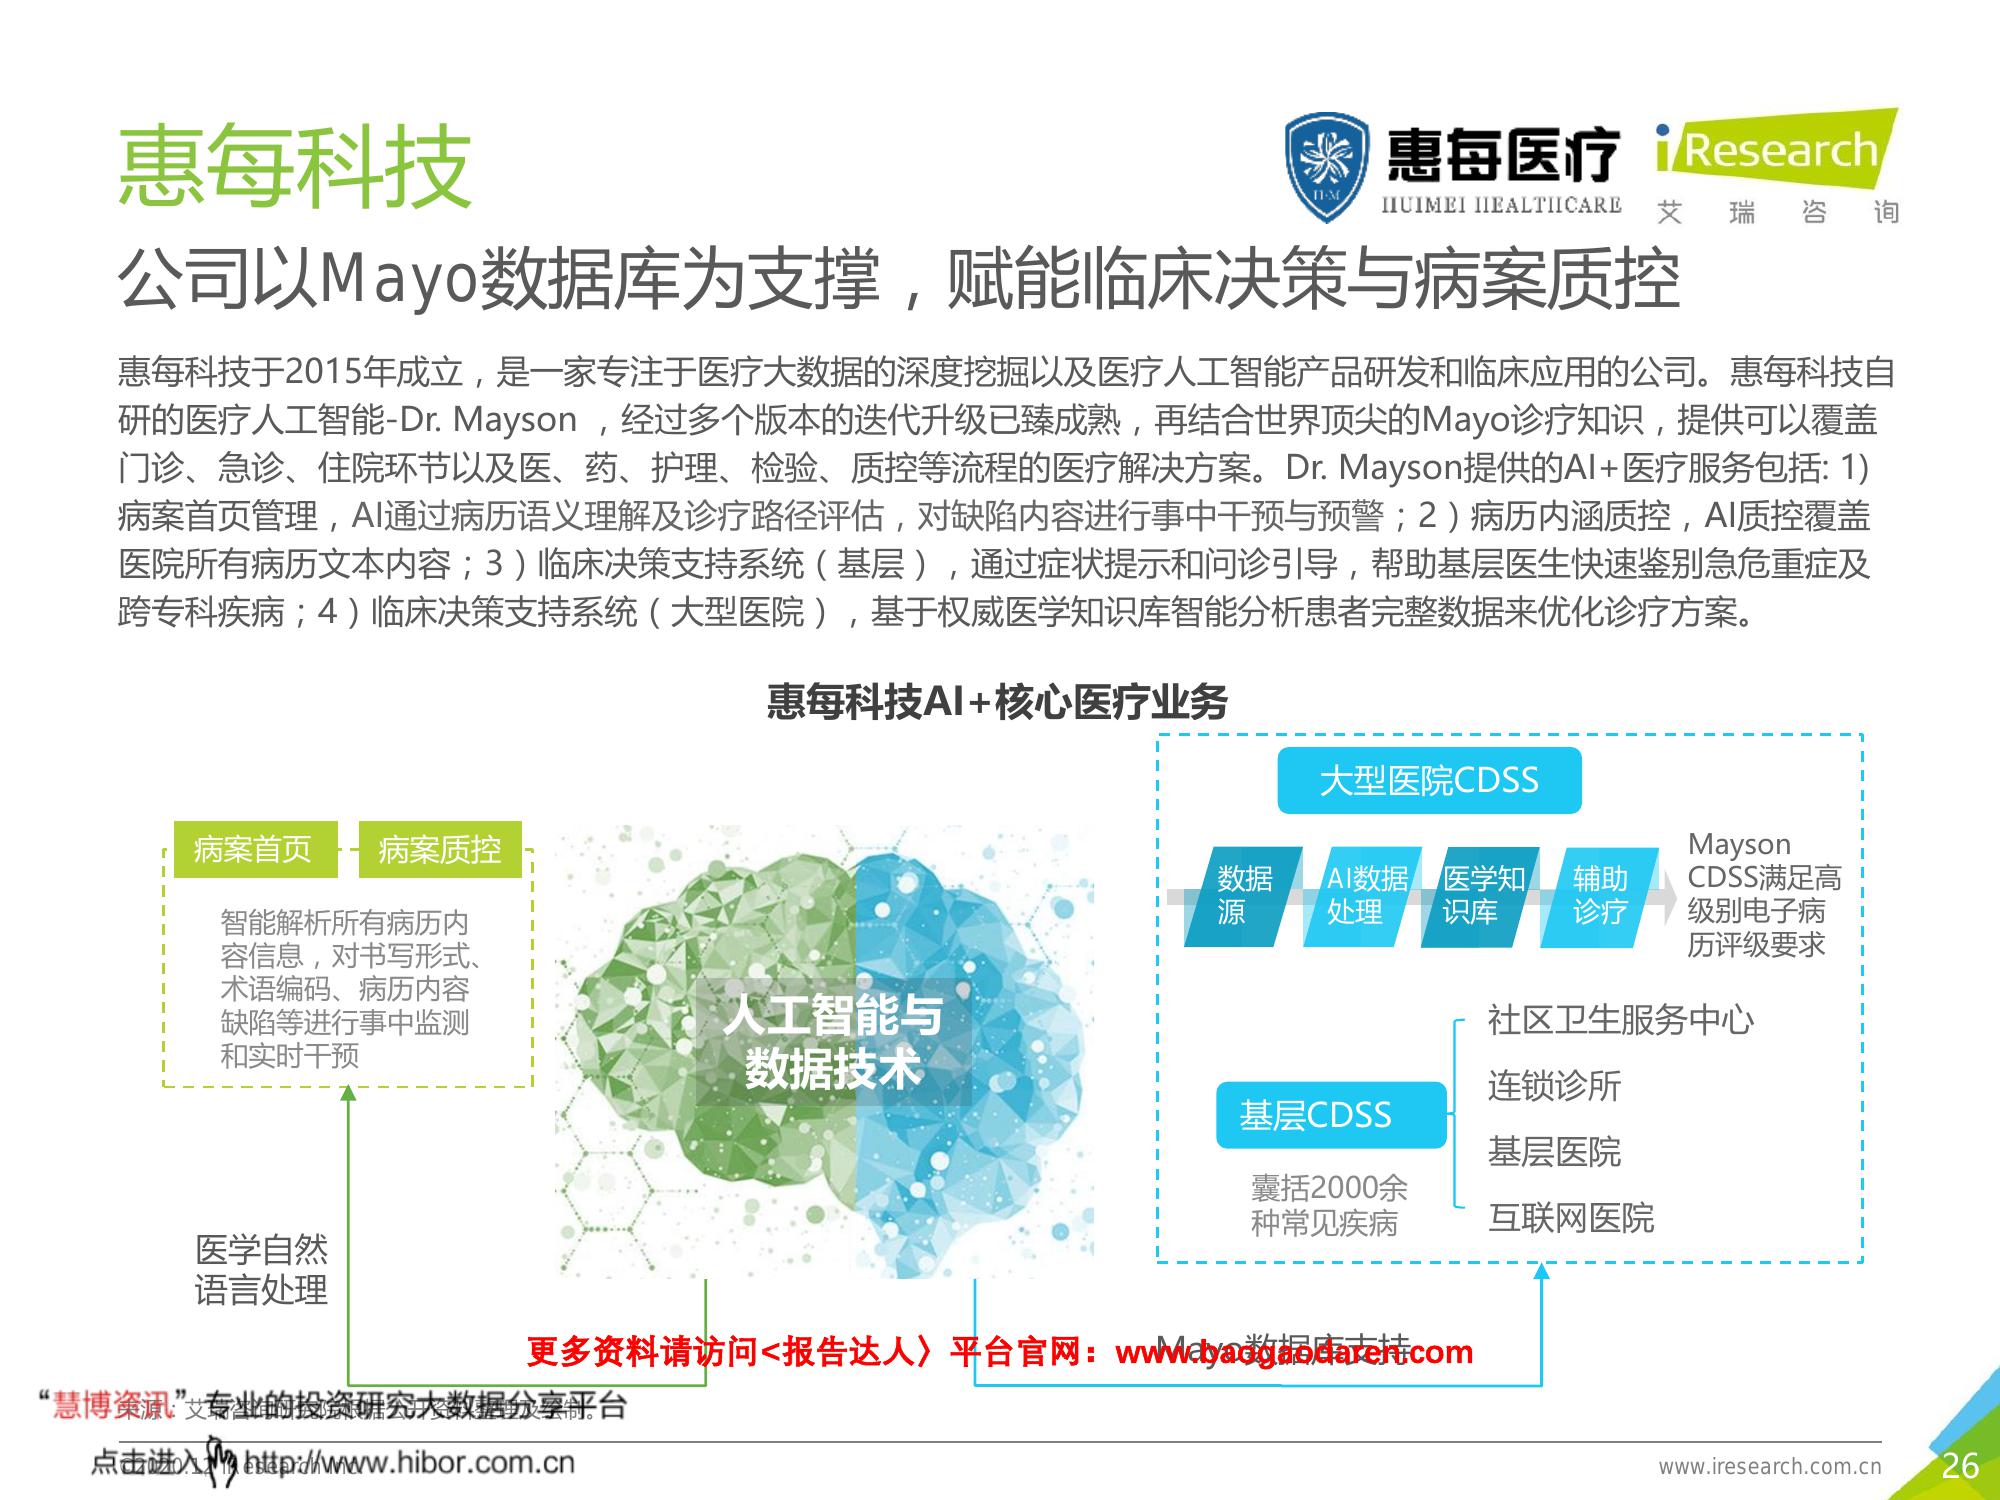 惠每科技
惠每医疗
HUIMEI HEALTHCARE
iResearch
艾瑞咨询
公司以Mayo数据库为支撑，赋能临床决策与病案质控
惠每科技于2015年成立，是一家专注于医疗大数据的深度挖掘以及医疗人工智能产品研发和临床应用的公司。惠每科技自
研的医疗人工智能-Dr. Mayson ，经过多个版本的迭代升级已臻成熟，再结合世界顶尖的Mayo诊疗知识，提供可以覆盖
门诊、急诊、住院环节以及医、药、护理、检验、质控等流程的医疗解决方案。Dr. Mayson提供的AI+医疗服务包括: 1)
病案首页管理，AI通过病历语义理解及诊疗路径评估，对缺陷内容进行事中干预与预警；2）病历内涵质控，AI质控覆盖
医院所有病历文本内容；3）临床决策支持系统（基层），通过症状提示和问诊引导，帮助基层医生快速鉴别急危重症及
跨专科疾病；4）临床决策支持系统（大型医院），基于权威医学知识库智能分析患者完整数据来优化诊疗方案。
惠每科技AI+核心医疗业务
病案首页
病案质控
智能解析所有病历内
容信息，对书写形式、
术语编码、病历内容
缺陷等进行事中监测
和实时干预
医学自然
语言处理
人工智能与
数据技术
大型医院CDSS
数据
源
AI数据
处理
医学知
识库
辅助
诊疗
Mayson
CDSS满足高
级别电子病
历评级要求
基层CDSS
囊括2000余
种常见疾病
社区卫生服务中心
连锁诊所
基层医院
互联网医院
Mayo数据库支持
更多资料请访问<报告达人〉平台官网：www.baogaodaren.com
“慧博资讯”专业的投资研究大数据分享平台
来源：艾瑞咨询研究院根据公开资料整理及绘制。
点击进入 http://www.hibor.com.cn
©2020.12 iResearch Inc.
www.iresearch.com.cn
26